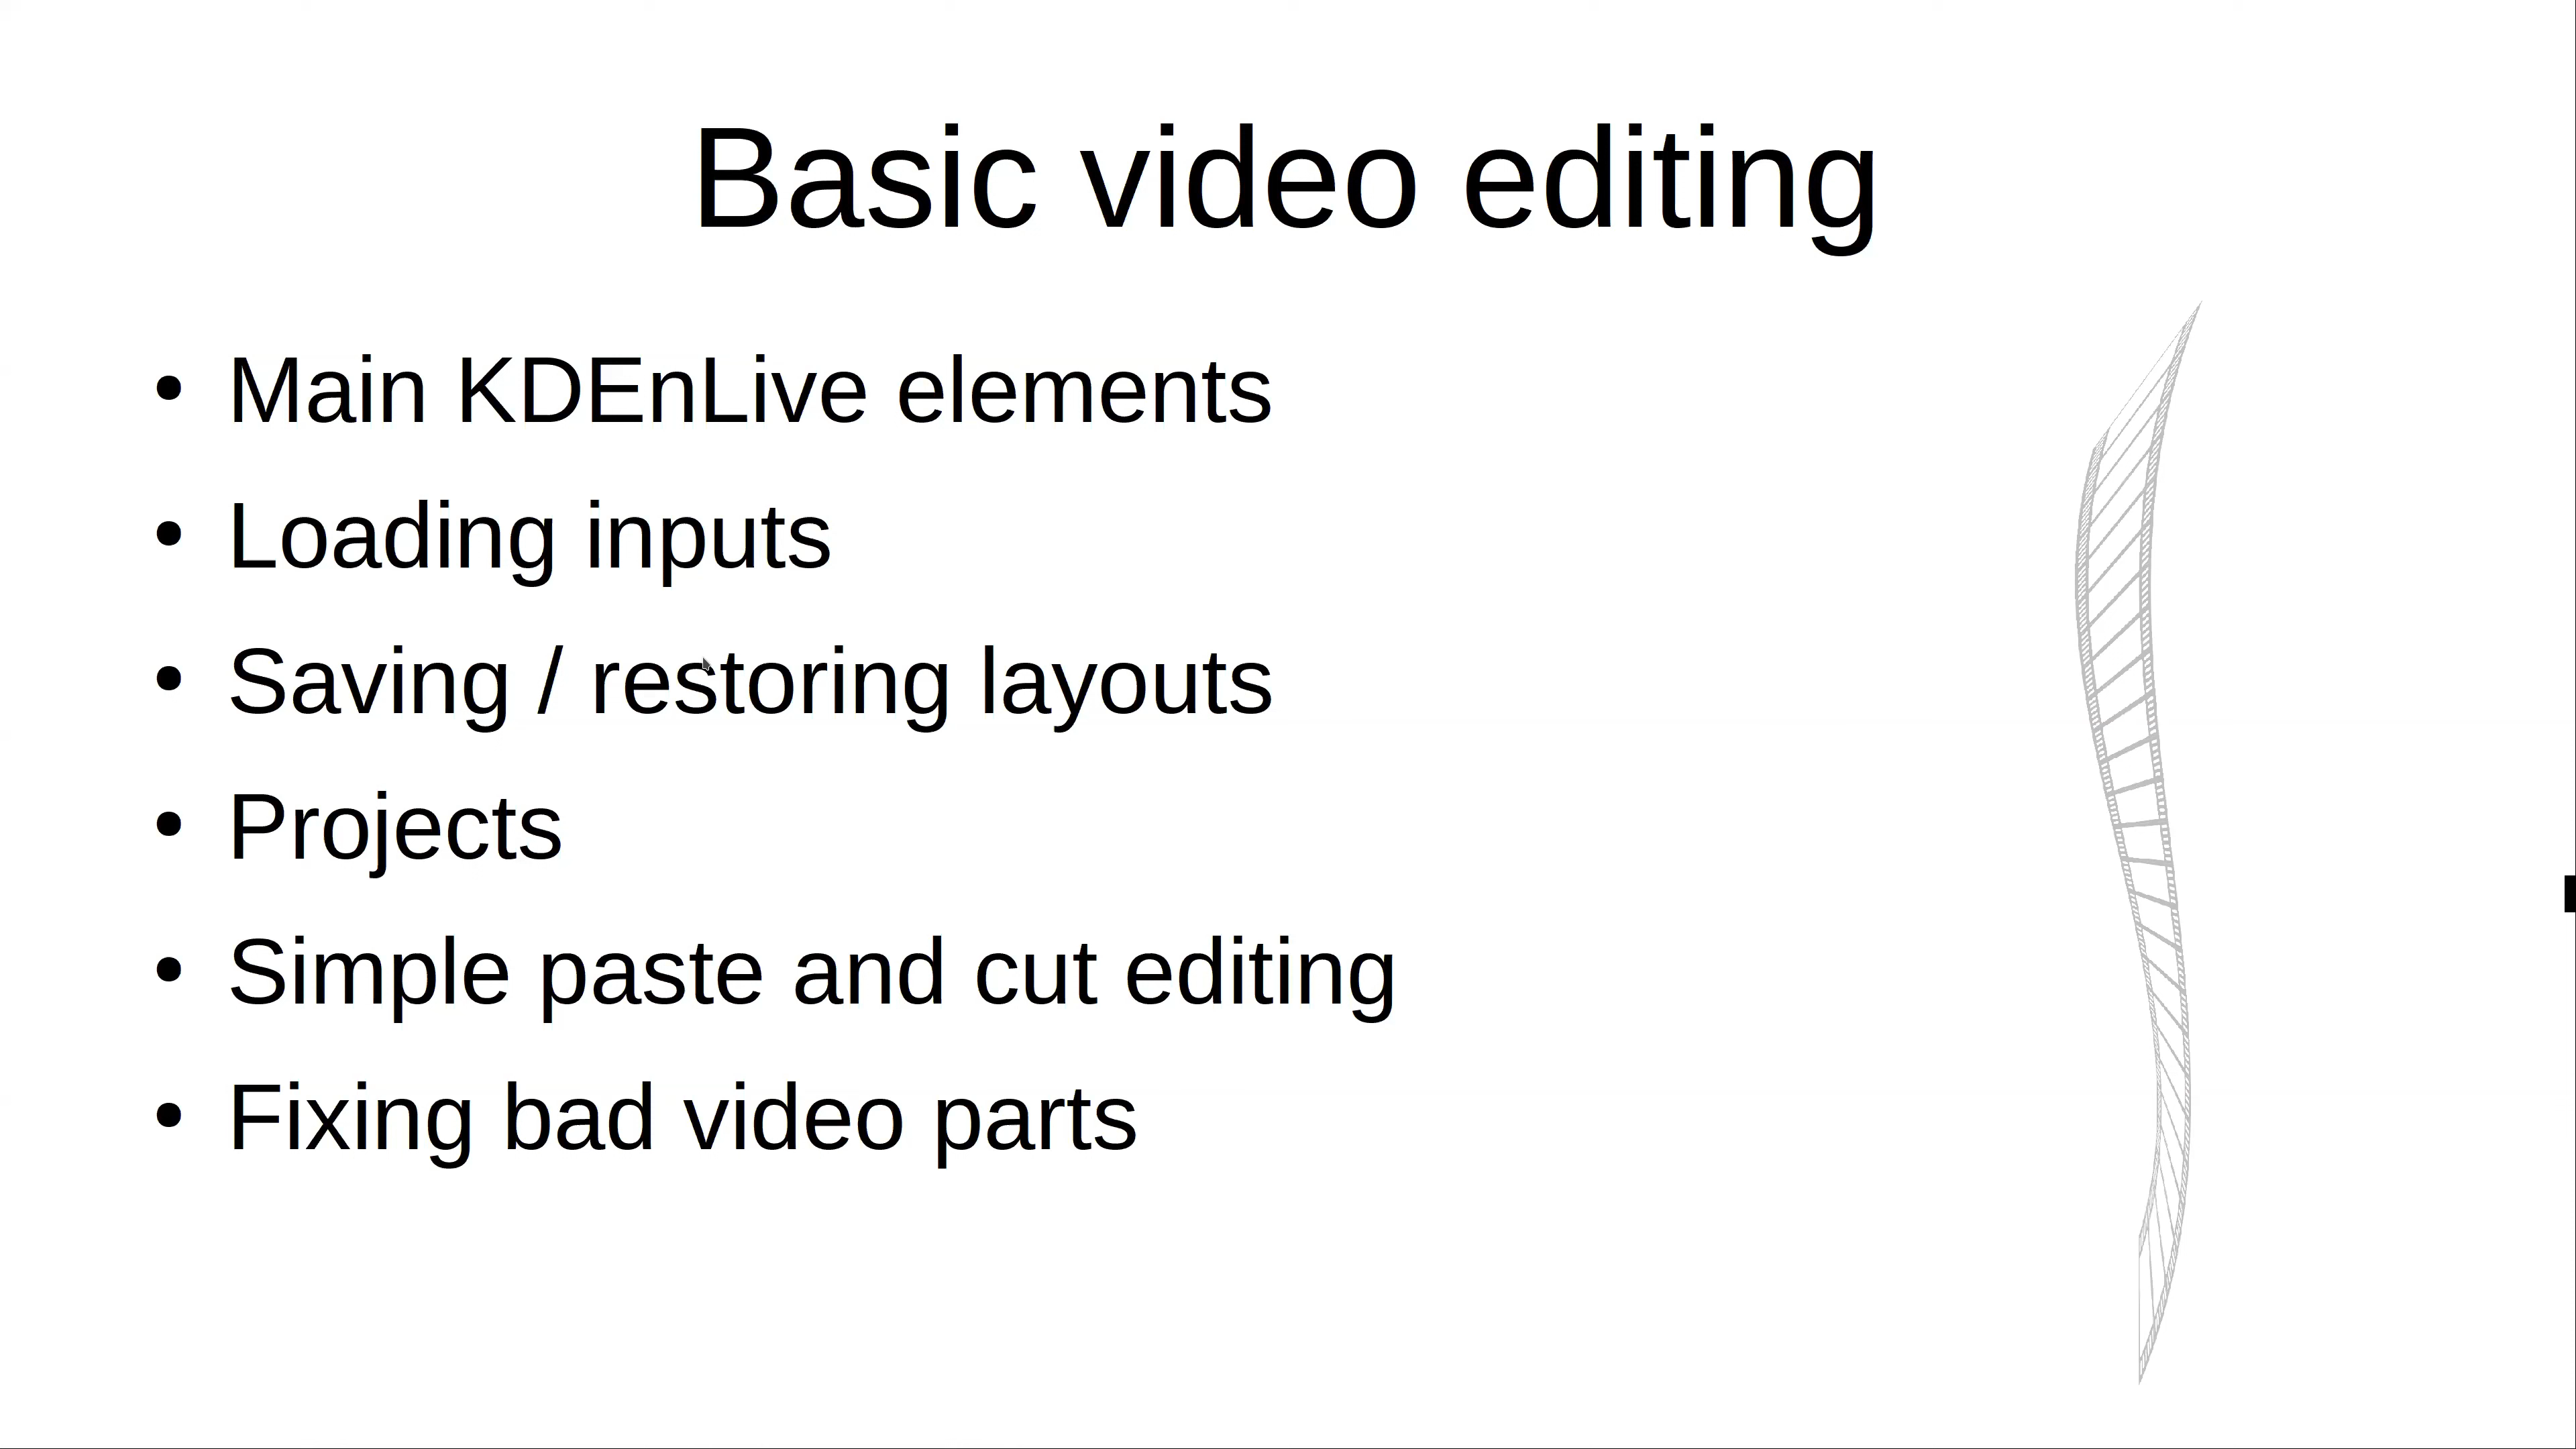 Basic video editing
• Main KDEnLive elements
• Loading inputs
• Saving / restoring layouts
• Projects
• Simple paste and cut editing
• Fixing bad video parts